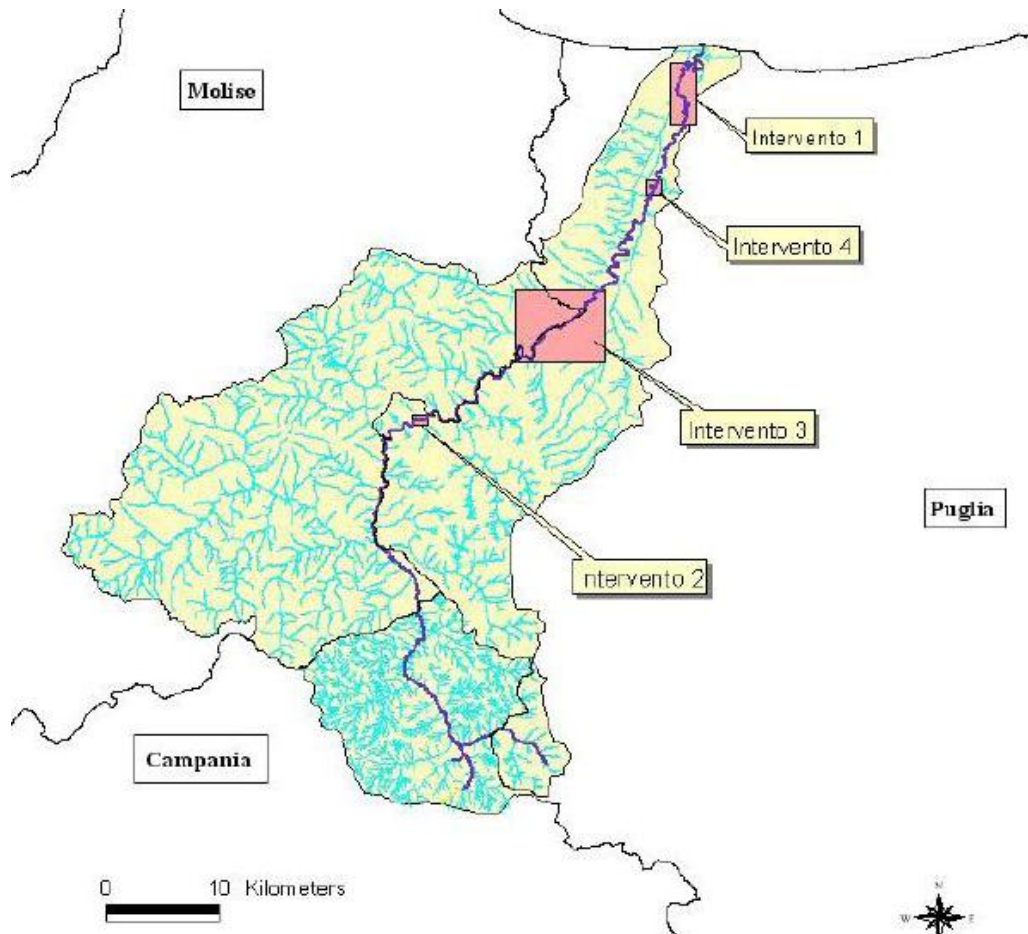 Molise
Intervento 1
Intervento 4
Intervento 3
Puglia
ntervento 2
Campania
0 10 Kilometers
N
W E